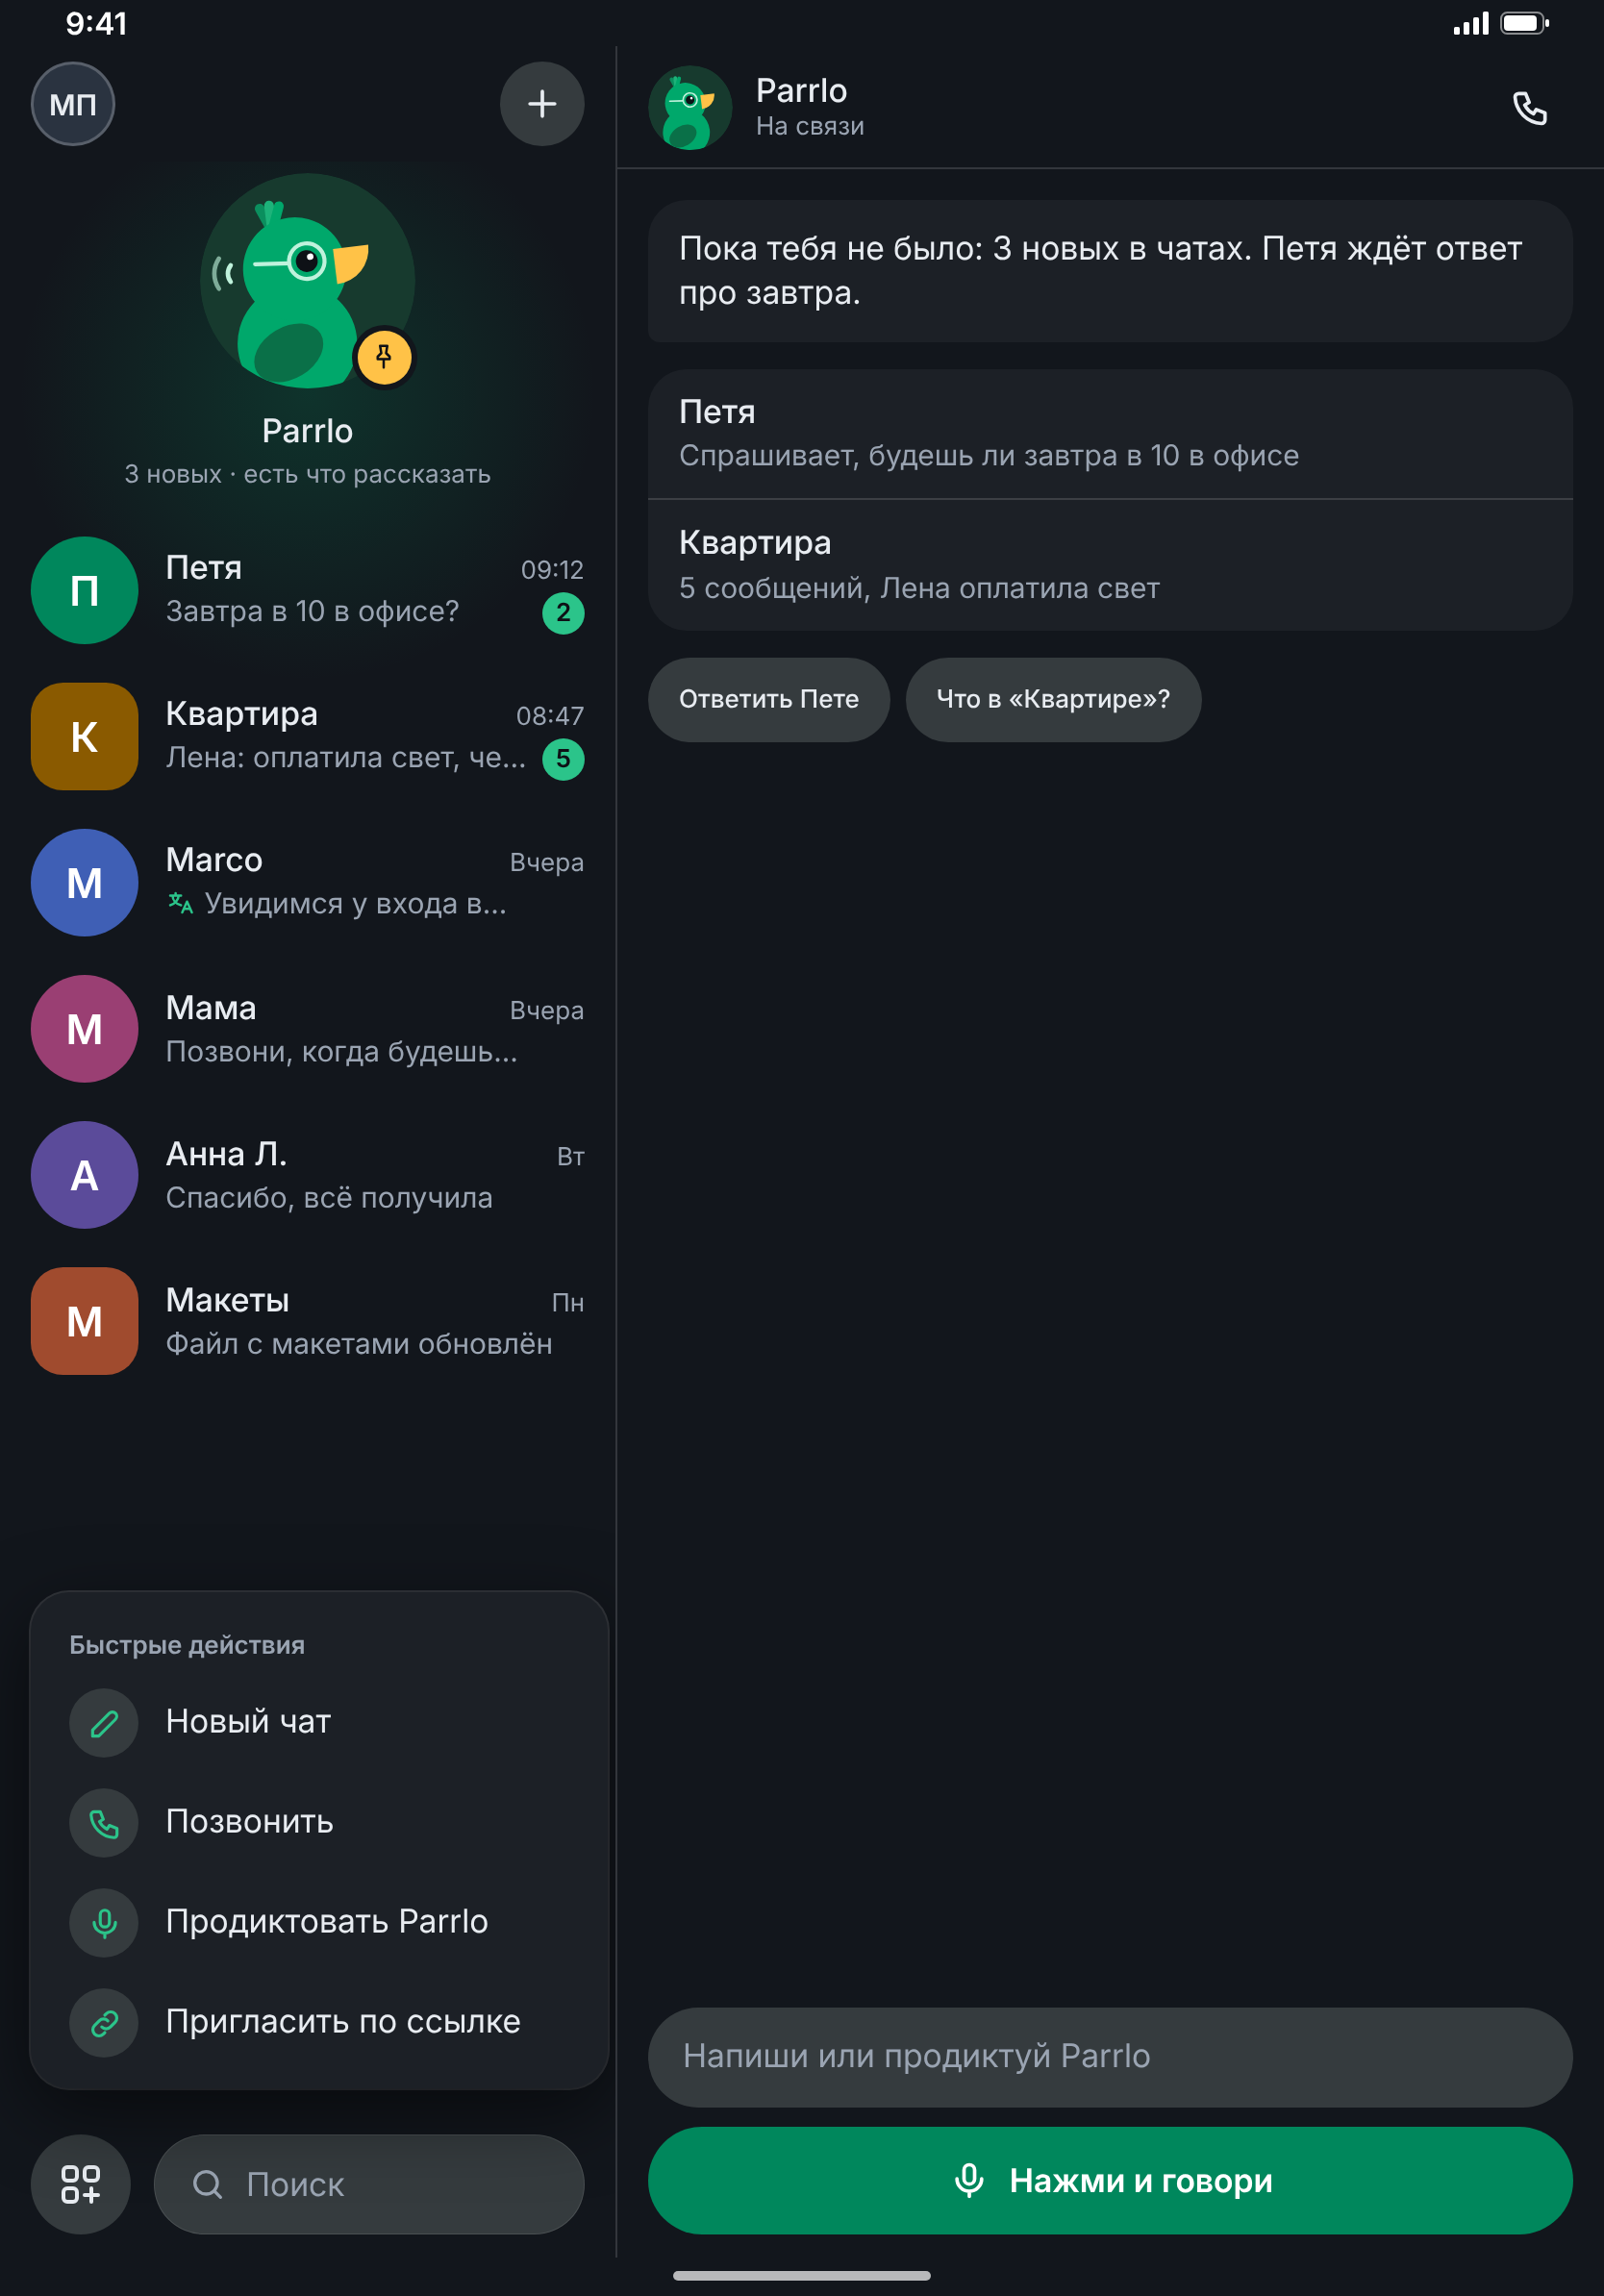 9:41
МП
Parrlo
3 новых · есть что рассказать
П
Петя
09:12
Завтра в 10 в офисе?
2
К
Квартира
08:47
Лена: оплатила свет, че...
5
M
Marco
Вчера
Увидимся у входа в...
М
Мама
Вчера
Позвони, когда будешь...
А
Анна Л.
Вт
Спасибо, всё получила
М
Макеты
Пн
Файл с макетами обновлён
Быстрые действия
Новый чат
Позвонить
Продиктовать Parrlo
Пригласить по ссылке
Поиск
Parrlo
На связи
Пока тебя не было: 3 новых в чатах. Петя ждёт ответ
про завтра.
Петя
Спрашивает, будешь ли завтра в 10 в офисе
Квартира
5 сообщений, Лена оплатила свет
Ответить Пете
Что в «Квартире»?
Напиши или продиктуй Parrlo
Нажми и говори